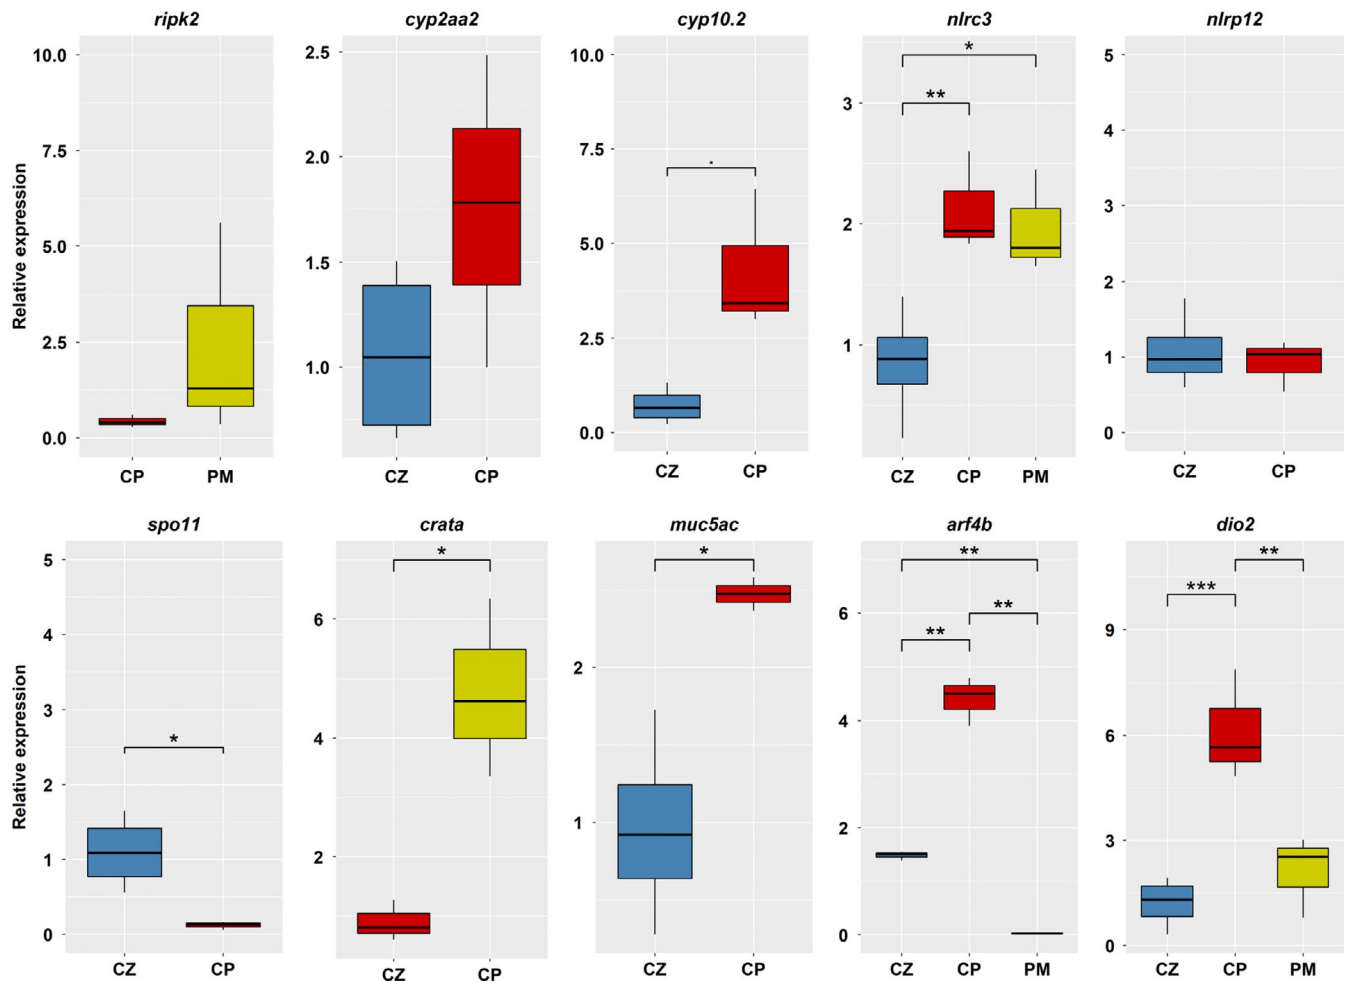 ripk2
cyp2aa2
cyp10.2
nlrc3
nlrp12
Relative expression
10.0
7.5
5.0
2.5
0.0
CP PM
2.5
2.0
1.5
1.0
CZ CP
10.0
7.5
5.0
2.5
0.0
.
CZ CP
3
2
1
*
**
CZ CP PM
5
4
3
2
1
0
CZ CP
spo11
crata
muc5ac
arf4b
dio2
Relative expression
5
4
3
2
1
0
*
CZ CP
6
4
2
*
CZ CP
2
1
*
CZ CP
6
4
2
0
**
**
**
CZ CP PM
9
6
3
0
**
***
CZ CP PM